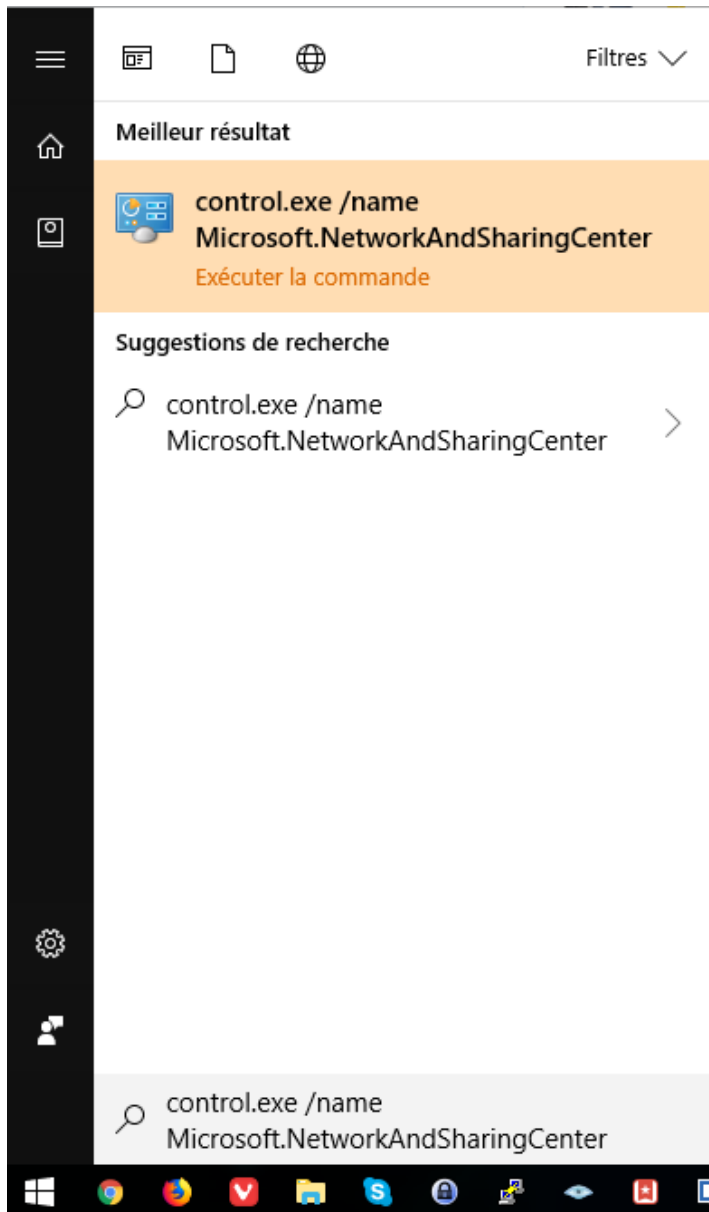 Filtres
Meilleur résultat
control.exe /name
Microsoft.NetworkAndSharingCenter
Exécuter la commande
Suggestions de recherche
control.exe /name
Microsoft.NetworkAndSharingCenter
control.exe /name
Microsoft.NetworkAndSharingCenter